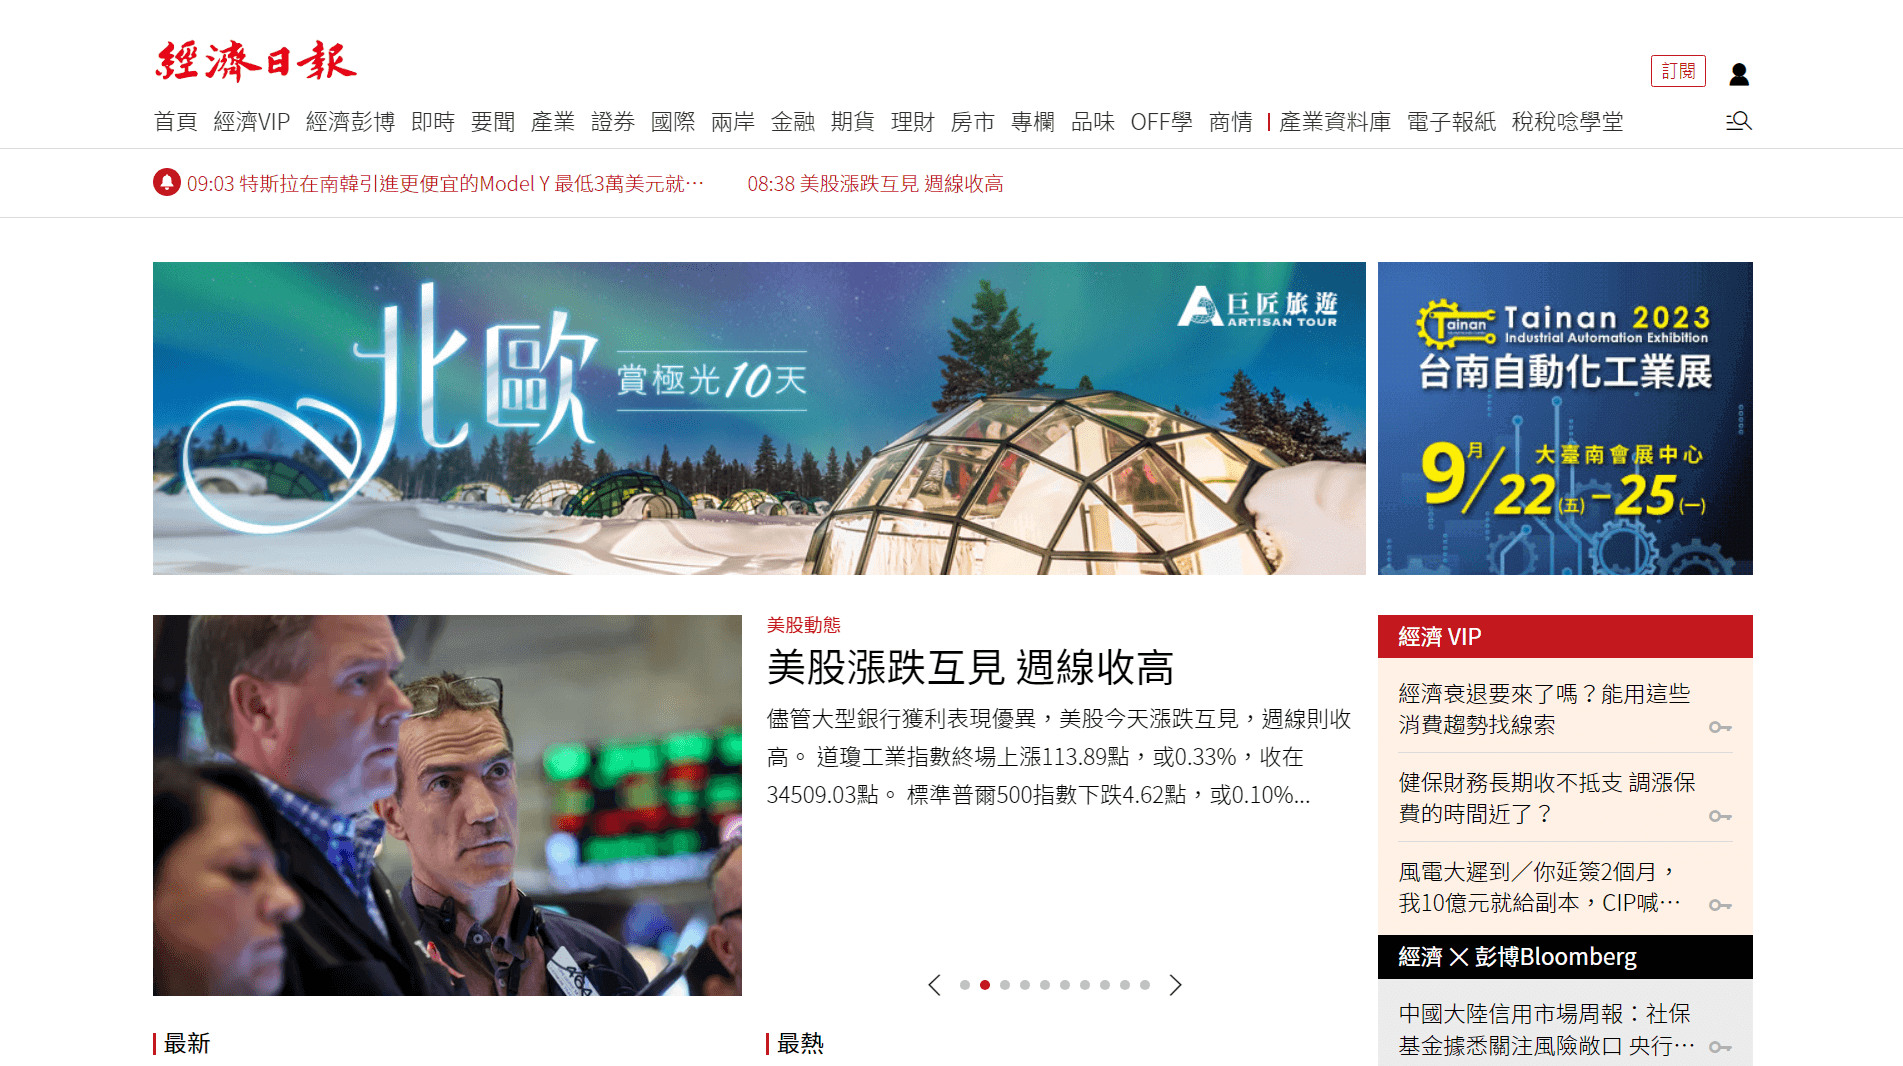 經濟日報
訂閱
首頁 經濟VIP 經濟彭博 即時 要聞 產業 證券 國際 兩岸 金融 期貨 理財 房市 專欄 品味 OFF學 商情 產業資料庫 電子報紙 稅稅唸學堂
09:03 特斯拉在南韓引進更便宜的Model Y 最低3萬美元就… 08:38 美股漲跌互見 週線收高
北歐
賞極光10天
巨匠旅遊
ARTISAN TOUR
Tainan
Tainan 2023
Industrial Automation Exhibition
台南自動化工業展
9月/22(五)-25(一)
大臺南會展中心
美股動態
美股漲跌互見 週線收高
儘管大型銀行獲利表現優異，美股今天漲跌互見，週線則收
高。 道瓊工業指數終場上漲113.89點，或0.33%，收在
34509.03點。 標準普爾500指數下跌4.62點，或0.10%...
經濟 VIP
經濟衰退要來了嗎？能用這些
消費趨勢找線索
健保財務長期收不抵支 調漲保
費的時間近了？
風電大遲到／你延簽2個月，
我10億元就給副本，CIP喊…
經濟 ╳ 彭博Bloomberg
中國大陸信用市場周報：社保
基金據悉關注風險敞口 央行…
最新
最熱